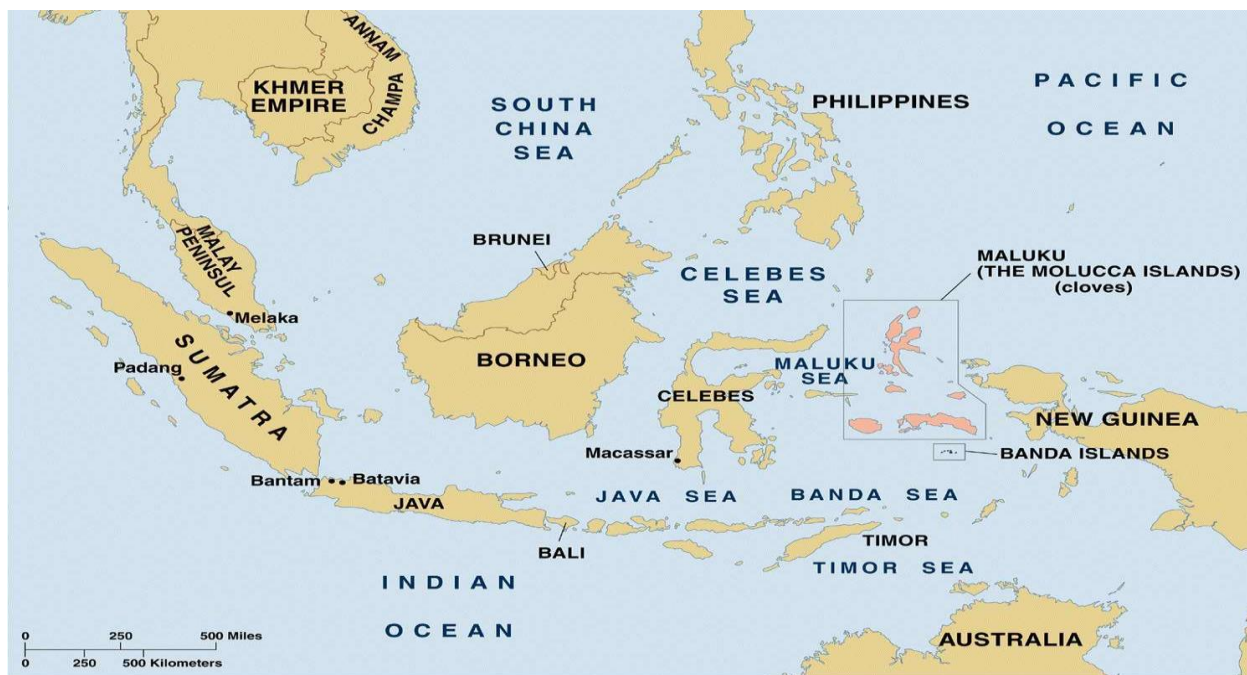 ANNAM
KHMER
EMPIRE
CHAMPA
SOUTH
CHINA
SEA
PHILIPPINES
PACIFIC
OCEAN
MALAY
PENINSUL
BRUNEI
CELEBES
SEA
MALUKU
(THE MOLUCCA ISLANDS)
(cloves)
Melaka
SUMATRA
Padang
BORNEO
MALUKU
SEA
CELEBES
NEW GUINEA
Macassar
BANDA ISLANDS
Bantam
Batavia
JAVA
JAVA SEA
BANDA SEA
BALI
TIMOR
TIMOR SEA
INDIAN
OCEAN
AUSTRALIA
0 250 500 Miles
0 250 500 Kilometers